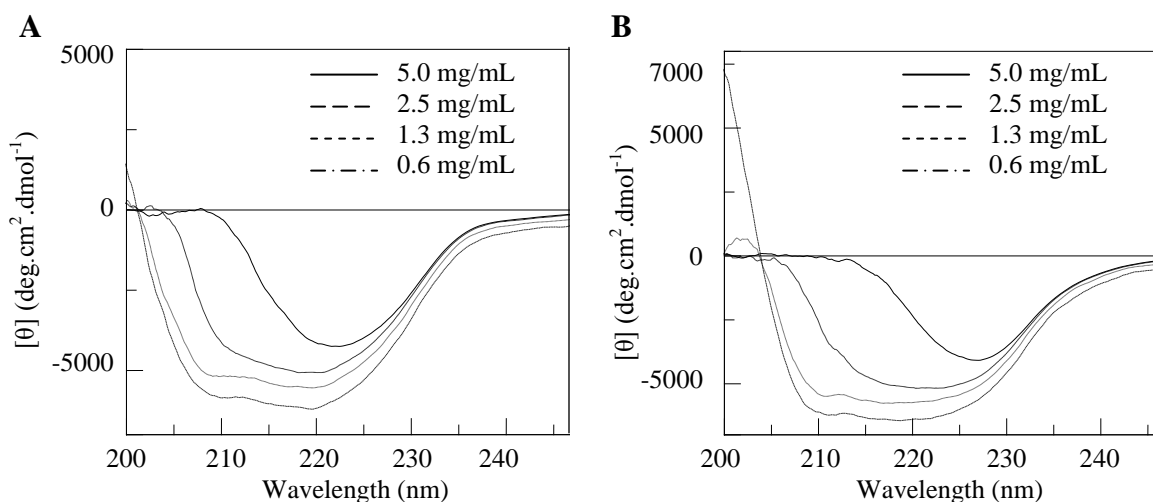 A
5000
0
-5000
[θ] (deg.cm².dmol⁻¹)
5.0 mg/mL
2.5 mg/mL
1.3 mg/mL
0.6 mg/mL
200 210 220 230 240
Wavelength (nm)
B
7000
5000
0
-5000
[θ] (deg.cm².dmol⁻¹)
5.0 mg/mL
2.5 mg/mL
1.3 mg/mL
0.6 mg/mL
200 210 220 230 240
Wavelength (nm)